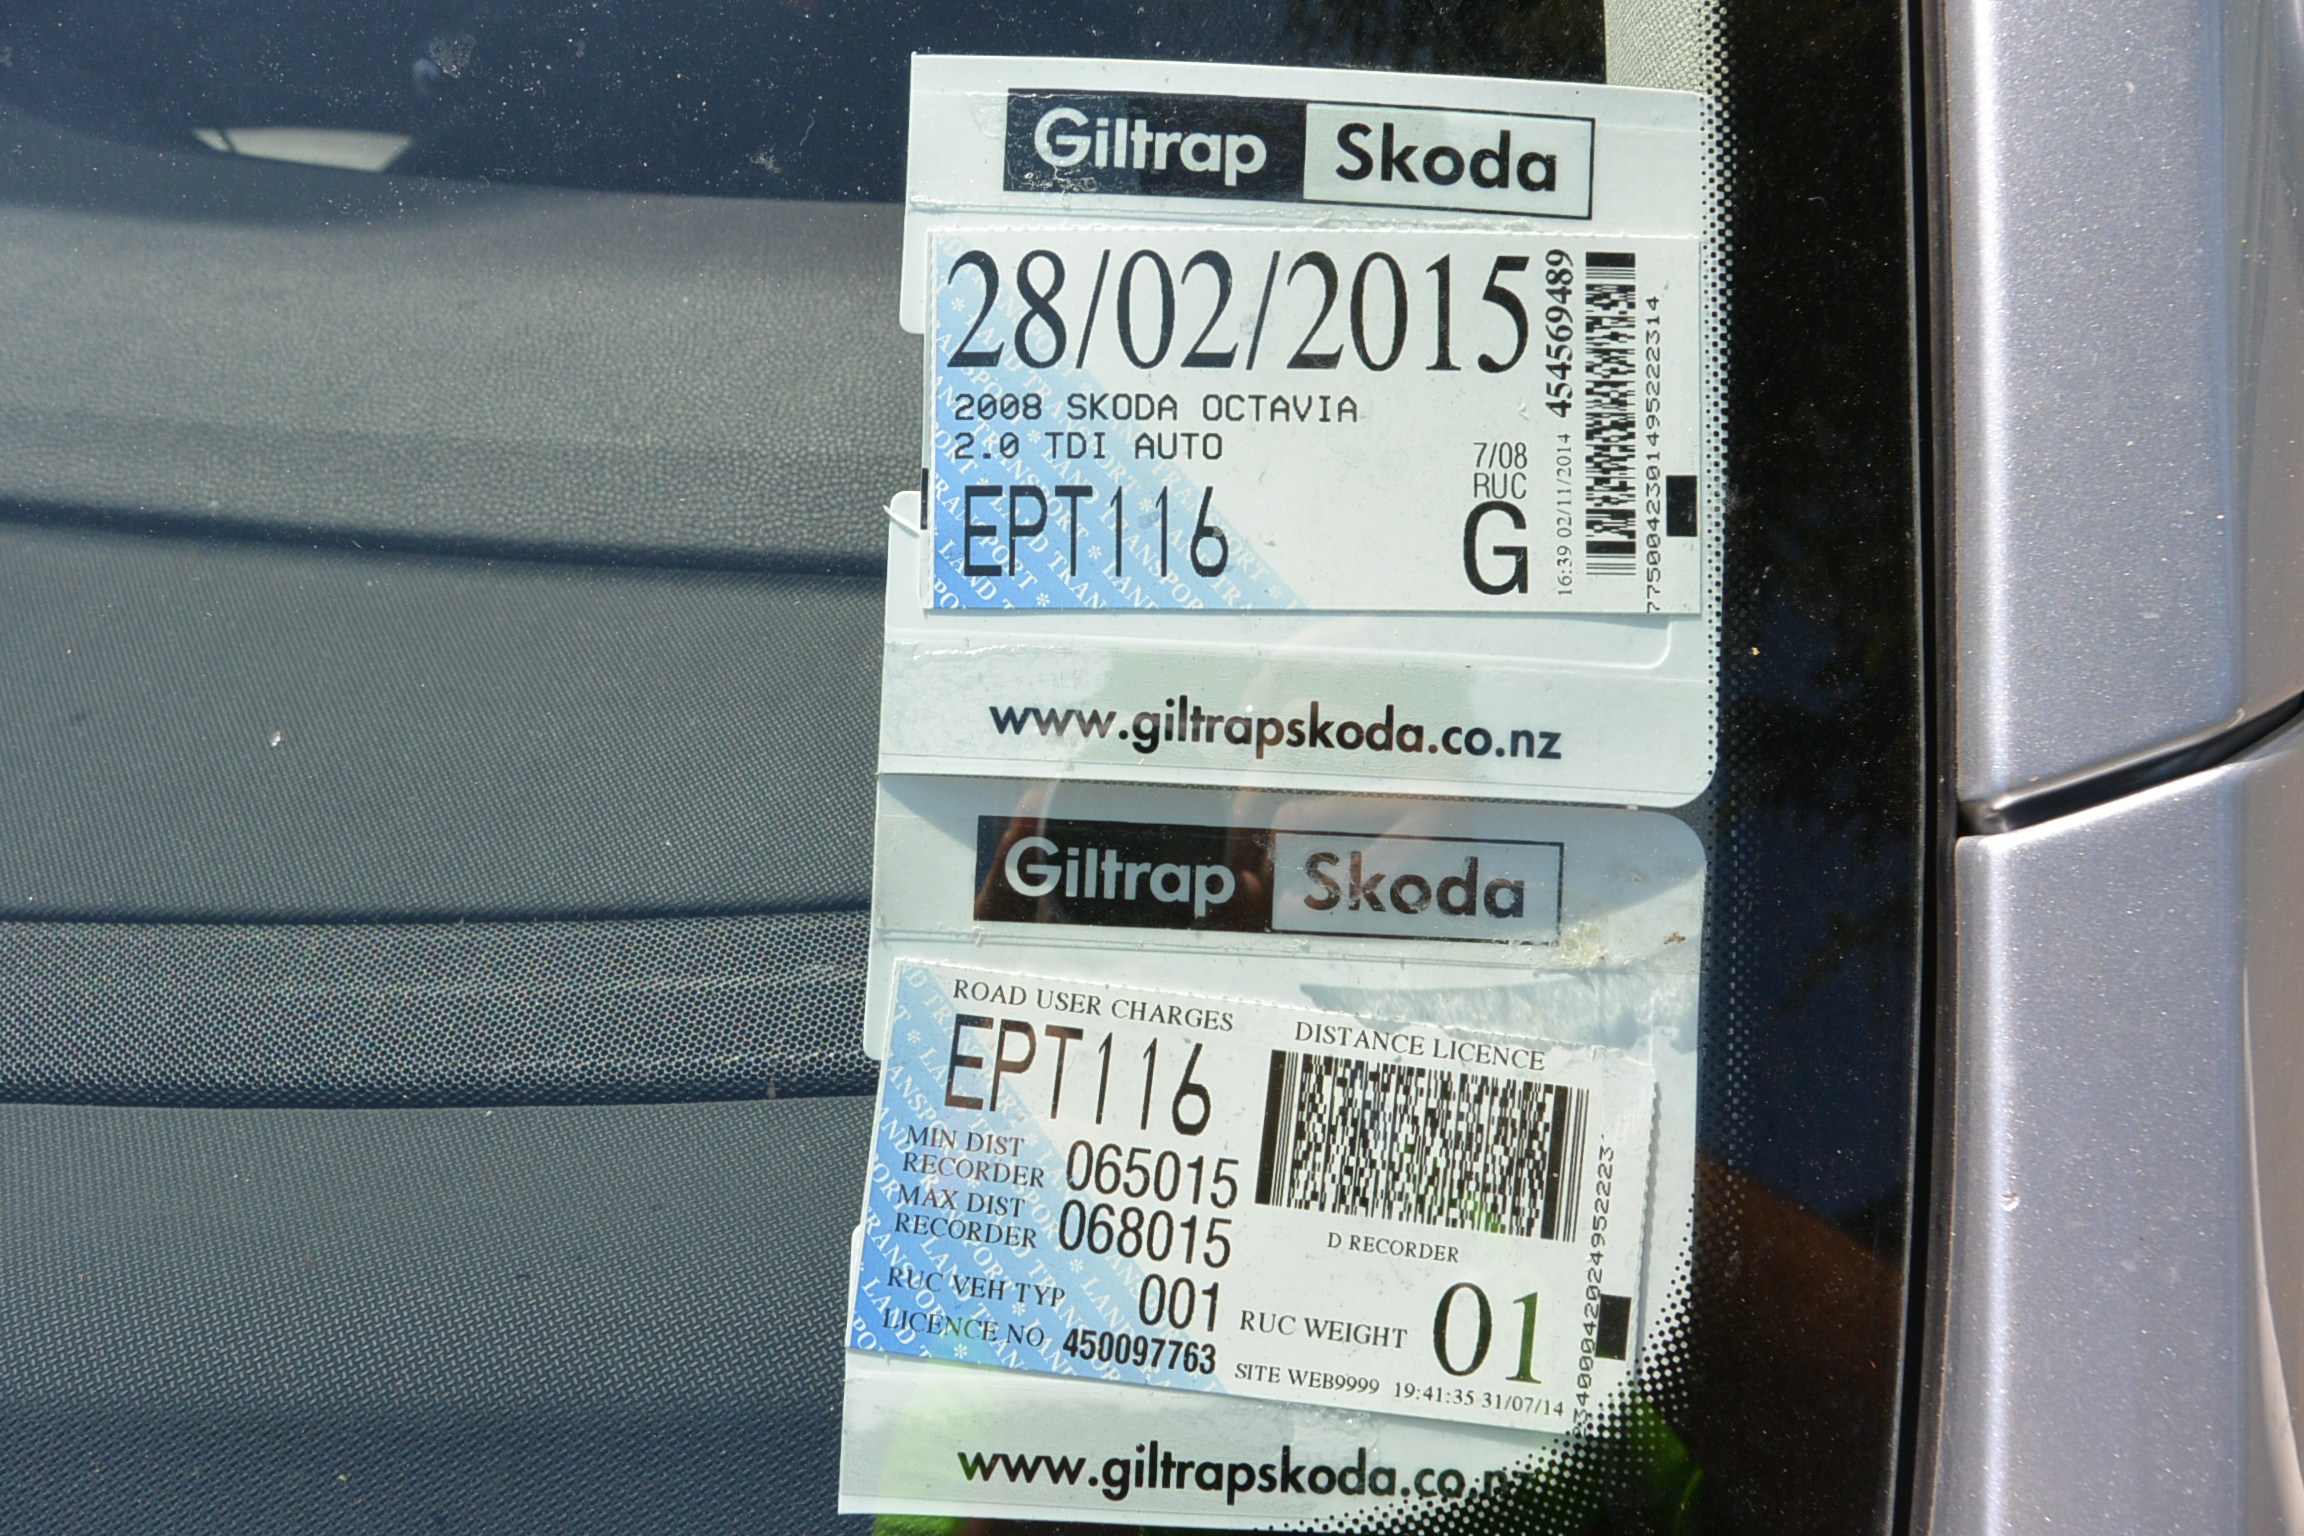 Giltrap Skoda
28/02/2015
2008 SKODA OCTAVIA
2.0 TDI AUTO
7/08
RUC
EPT116
G
16:39 02/11/2014 454569489
7750004230149522231 4
www.giltrapskoda.co.nz
Giltrap Skoda
ROAD USER CHARGES DISTANCE LICENCE
EPT116
MIN DIST
RECORDER 065015
MAX DIST
RECORDER 068015
D RECORDER
RUC VEH TYP 001 RUC WEIGHT 01
LICENCE NO 450097763
SITE WEB9999 19:41:35 31/07/14
www.giltrapskoda.co.nz